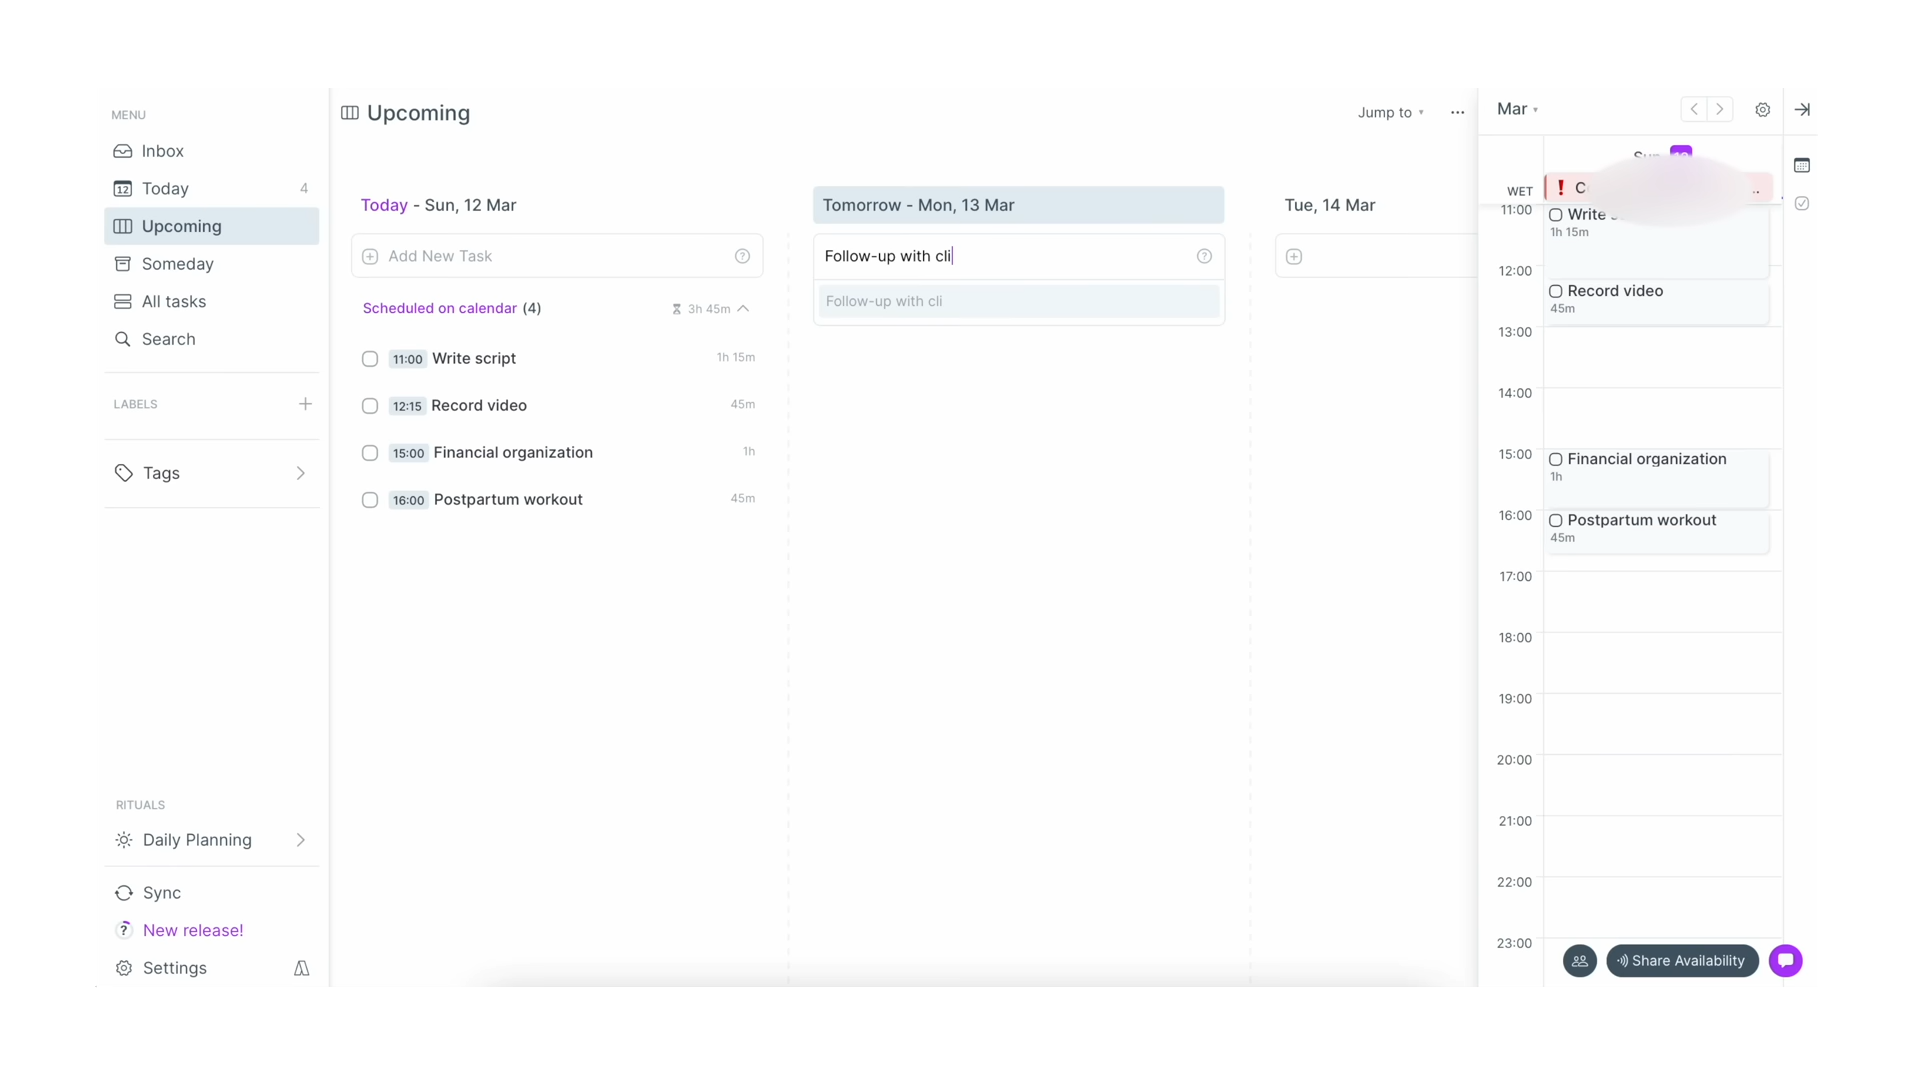 MENU
Inbox
12 Today 4
Upcoming
Someday
All tasks
Search
LABELS
Tags
RITUALS
Daily Planning
Sync
? New release!
Settings
Upcoming
Jump to
Today - Sun, 12 Mar
Add New Task ?
Scheduled on calendar (4) 3h 45m
11:00 Write script 1h 15m
12:15 Record video 45m
15:00 Financial organization 1h
16:00 Postpartum workout 45m
Tomorrow - Mon, 13 Mar
Follow-up with cli ?
Follow-up with cli
Tue, 14 Mar
Mar
WET
11:00
Write
1h 15m
12:00
Record video
45m
13:00
14:00
15:00
Financial organization
1h
16:00
Postpartum workout
45m
17:00
18:00
19:00
20:00
21:00
22:00
23:00
Share Availability